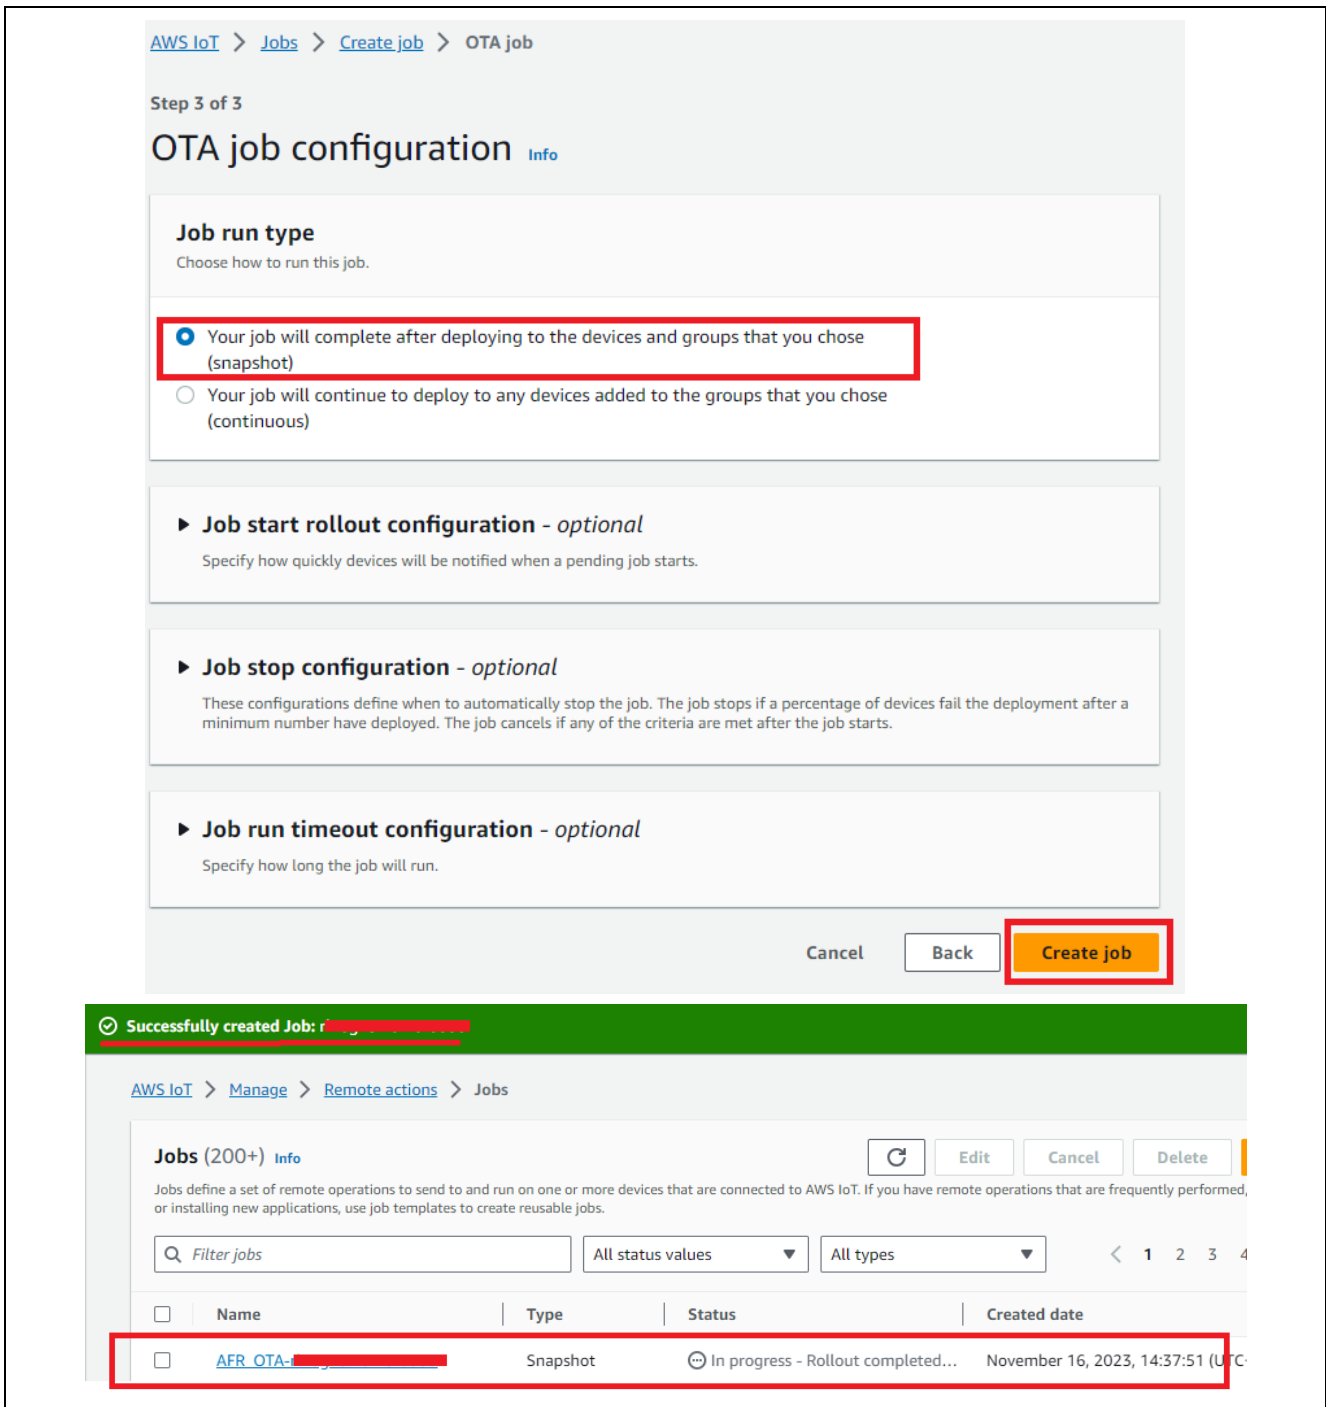 AWS IoT > Jobs > Create job > OTA job
Step 3 of 3
OTA job configuration Info
Job run type
Choose how to run this job.
Your job will complete after deploying to the devices and groups that you chose
(snapshot)
Your job will continue to deploy to any devices added to the groups that you chose
(continuous)
Job start rollout configuration - optional
Specify how quickly devices will be notified when a pending job starts.
Job stop configuration - optional
These configurations define when to automatically stop the job. The job stops if a percentage of devices fail the deployment after a
minimum number have deployed. The job cancels if any of the criteria are met after the job starts.
Job run timeout configuration - optional
Specify how long the job will run.
Cancel Back Create job
Successfully created Job:
AWS IoT > Manage > Remote actions > Jobs
Jobs (200+) Info
Edit Cancel Delete
Jobs define a set of remote operations to send to and run on one or more devices that are connected to AWS IoT. If you have remote operations that are frequently performed,
or installing new applications, use job templates to create reusable jobs.
Filter jobs All status values All types < 1 2 3 4
Name Type Status Created date
AFR_OTA- Snapshot In progress - Rollout completed... November 16, 2023, 14:37:51 (UTC-